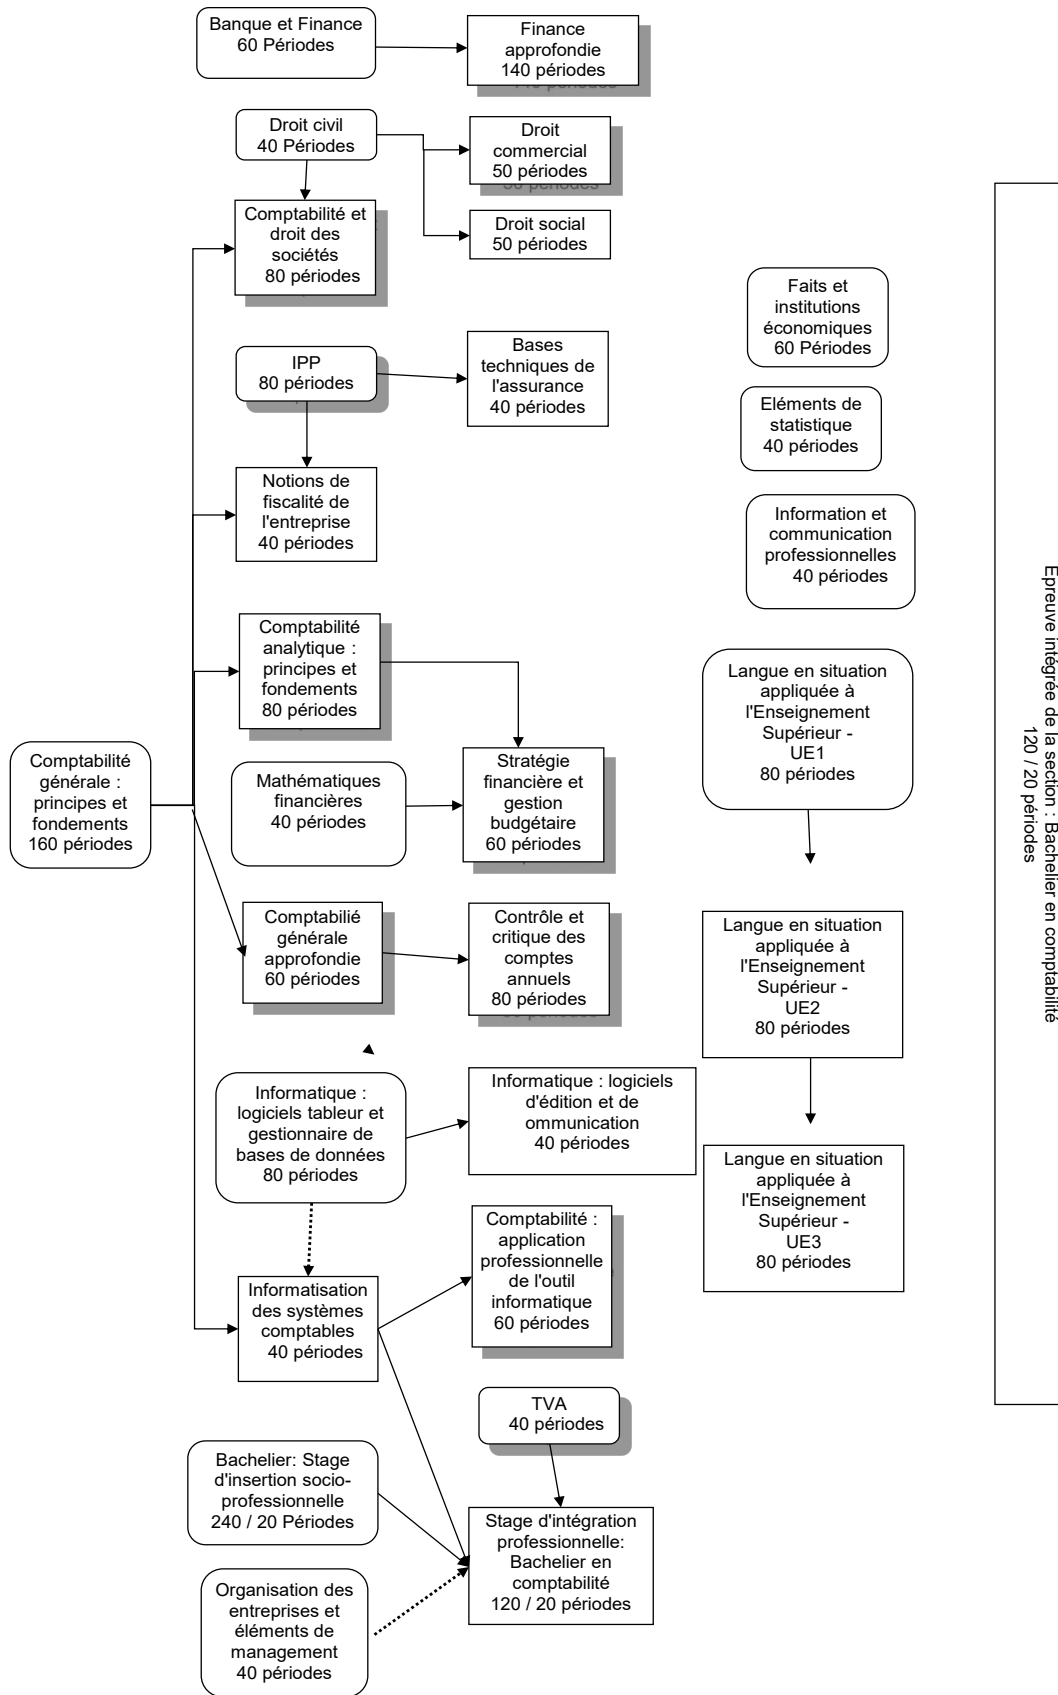 Banque et Finance
60 Périodes
Finance
approfondie
140 périodes
Droit civil
40 Périodes
Droit
commercial
50 périodes
Comptabilité et
droit des
sociétés
80 périodes
Droit social
50 périodes
Faits et
institutions
économiques
60 Périodes
IPP
80 périodes
Bases
techniques de
l'assurance
40 périodes
Eléments de
statistique
40 périodes
Notions de
fiscalité de
l'entreprise
40 périodes
Information et
communication
professionnelles
40 périodes
Comptabilité
analytique :
principes et
fondements
80 périodes
Langue en situation
appliquée à
l'Enseignement
Supérieur -
UE1
80 périodes
Comptabilité
générale :
principes et
fondements
160 périodes
Mathématiques
financières
40 périodes
Stratégie
financière et
gestion
budgétaire
60 périodes
Comptabilié
générale
approfondie
60 périodes
Contrôle et
critique des
comptes
annuels
80 périodes
Langue en situation
appliquée à
l'Enseignement
Supérieur -
UE2
80 périodes
Informatique :
logiciels tableur et
gestionnaire de
bases de données
80 périodes
Informatique : logiciels
d'édition et de
ommunication
40 périodes
Langue en situation
appliquée à
l'Enseignement
Supérieur -
UE3
80 périodes
Informatisation
des systèmes
comptables
40 périodes
Comptabilité :
application
professionnelle
de l'outil
informatique
60 périodes
TVA
40 périodes
Bachelier: Stage
d'insertion socio-
professionnelle
240 / 20 Périodes
Stage d'intégration
professionnelle:
Bachelier en
comptabilité
120 / 20 périodes
Organisation des
entreprises et
éléments de
management
40 périodes
Epreuve intégrée de la section : Bachelier en comptabilité
120 / 20 périodes